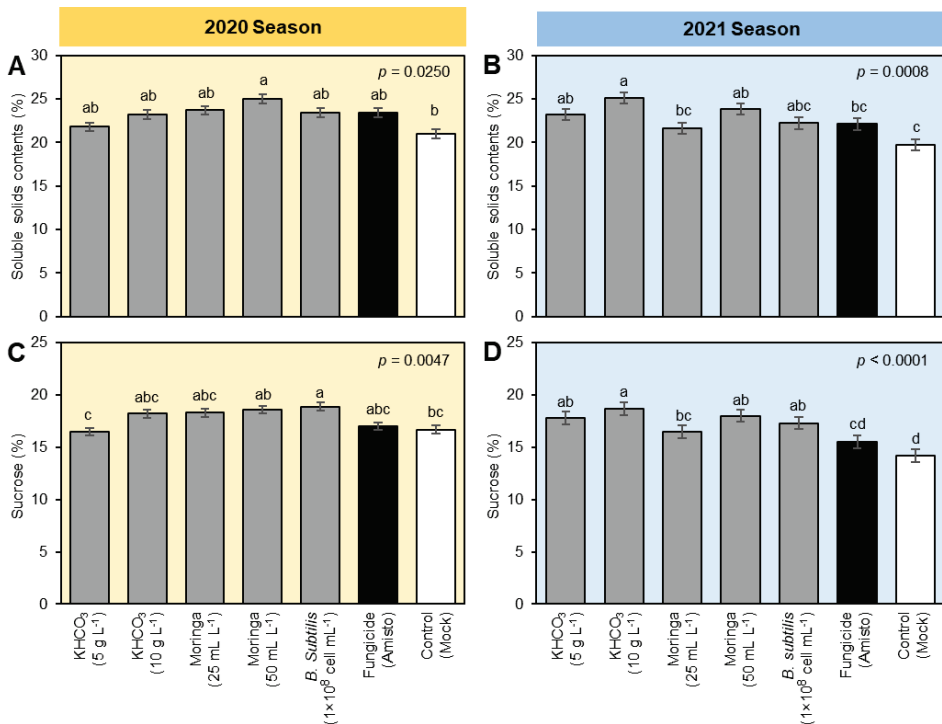 2020 Season
2021 Season
A
p = 0.0250
Soluble solids contents (%)
30
25
20
15
10
5
0
ab
ab
ab
a
ab
ab
b
B
p = 0.0008
Soluble solids contents (%)
30
25
20
15
10
5
0
ab
a
bc
ab
abc
bc
c
C
p = 0.0047
Sucrose (%)
25
20
15
10
5
0
c
abc
abc
ab
a
abc
bc
D
p < 0.0001
Sucrose (%)
25
20
15
10
5
0
ab
a
bc
ab
ab
cd
d
KHCO₃
(5 g L⁻¹)
KHCO₃
(10 g L⁻¹)
Moringa
(25 mL L⁻¹)
Moringa
(50 mL L⁻¹)
B. Subtilis
(1×10⁸ cell mL⁻¹)
Fungicide
(Amisto)
Control
(Mock)
KHCO₃
(5 g L⁻¹)
KHCO₃
(10 g L⁻¹)
Moringa
(25 mL L⁻¹)
Moringa
(50 mL L⁻¹)
B. subtilis
(1×10⁸ cell mL⁻¹)
Fungicide
(Amisto)
Control
(Mock)